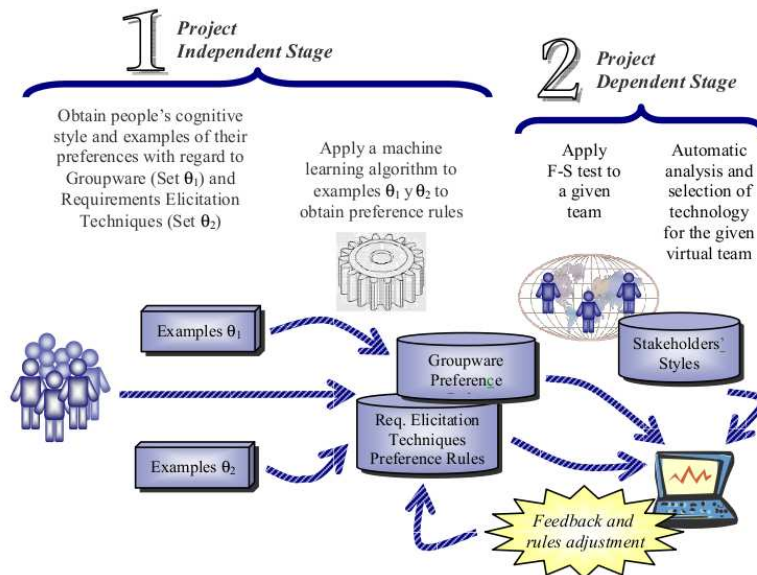 1 Project
Independent Stage
2 Project
Dependent Stage
Obtain people's cognitive
style and examples of their
preferences with regard to
Groupware (Set θ₁) and
Requirements Elicitation
Techniques (Set θ₂)
Apply a machine
learning algorithm to
examples θ₁ y θ₂ to
obtain preference rules
Apply
F-S test to
a given
team
Automatic
analysis and
selection of
technology
for the given
virtual team
Examples θ₁
Groupware
Preference
Stakeholders`
Styles
Req. Elicitation
Techniques
Preference Rules
Examples θ₂
Feedback and
rules adjustment